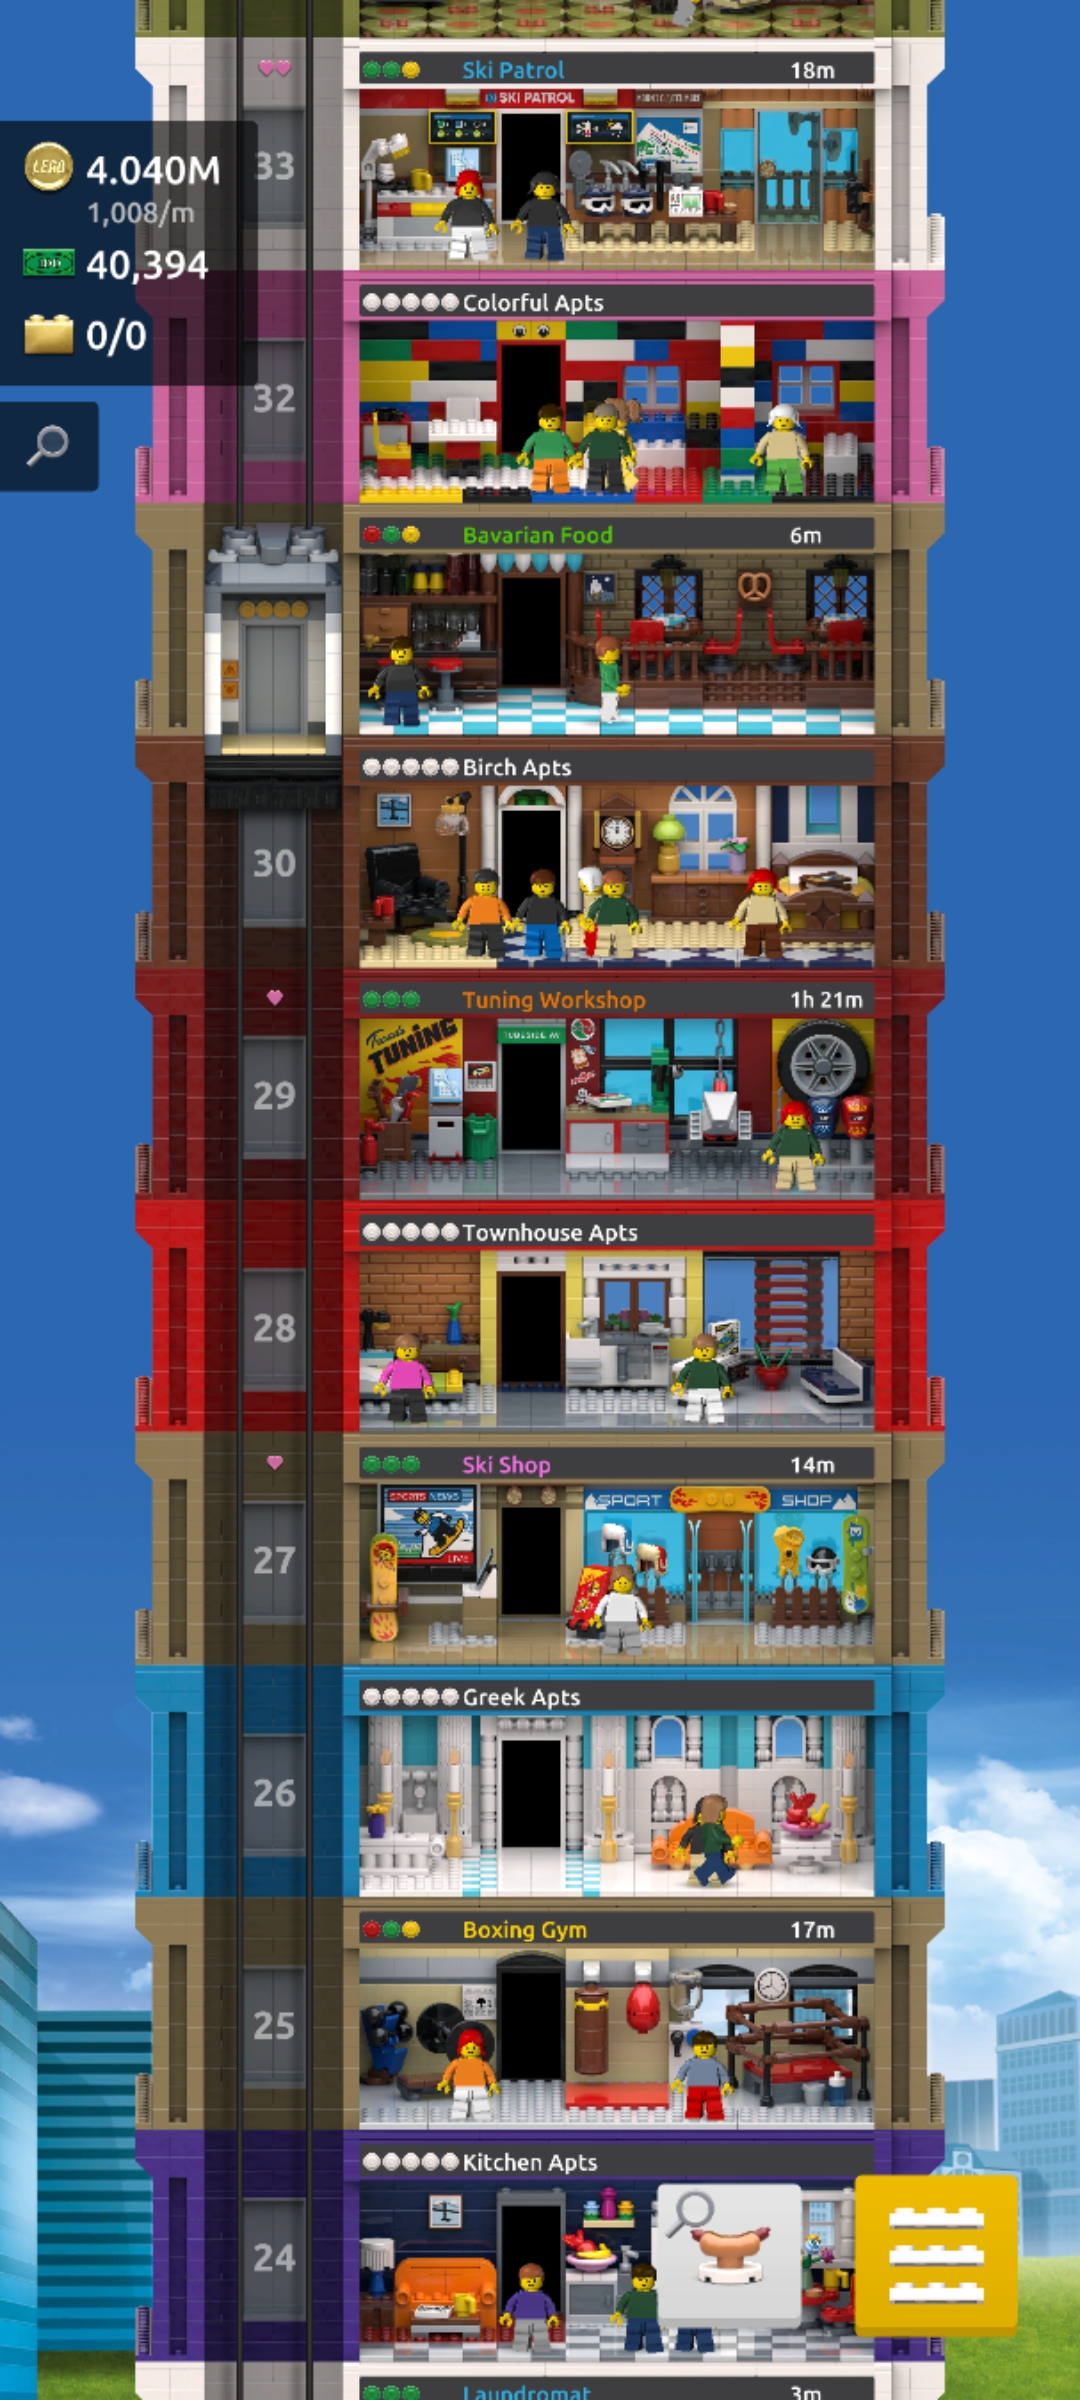 Ski Patrol 18m
SKI PATROL
33
LEGO 4.040M
1,008/m
40,394
0/0
Colorful Apts
32
Bavarian Food 6m
Birch Apts
30
Tuning Workshop 1h 21m
TUNING
29
Townhouse Apts
28
Ski Shop 14m
SPORTS NEWS
LIVE
SPORT SHOP
27
Greek Apts
26
Boxing Gym 17m
25
Kitchen Apts
24
Laundromat 3m